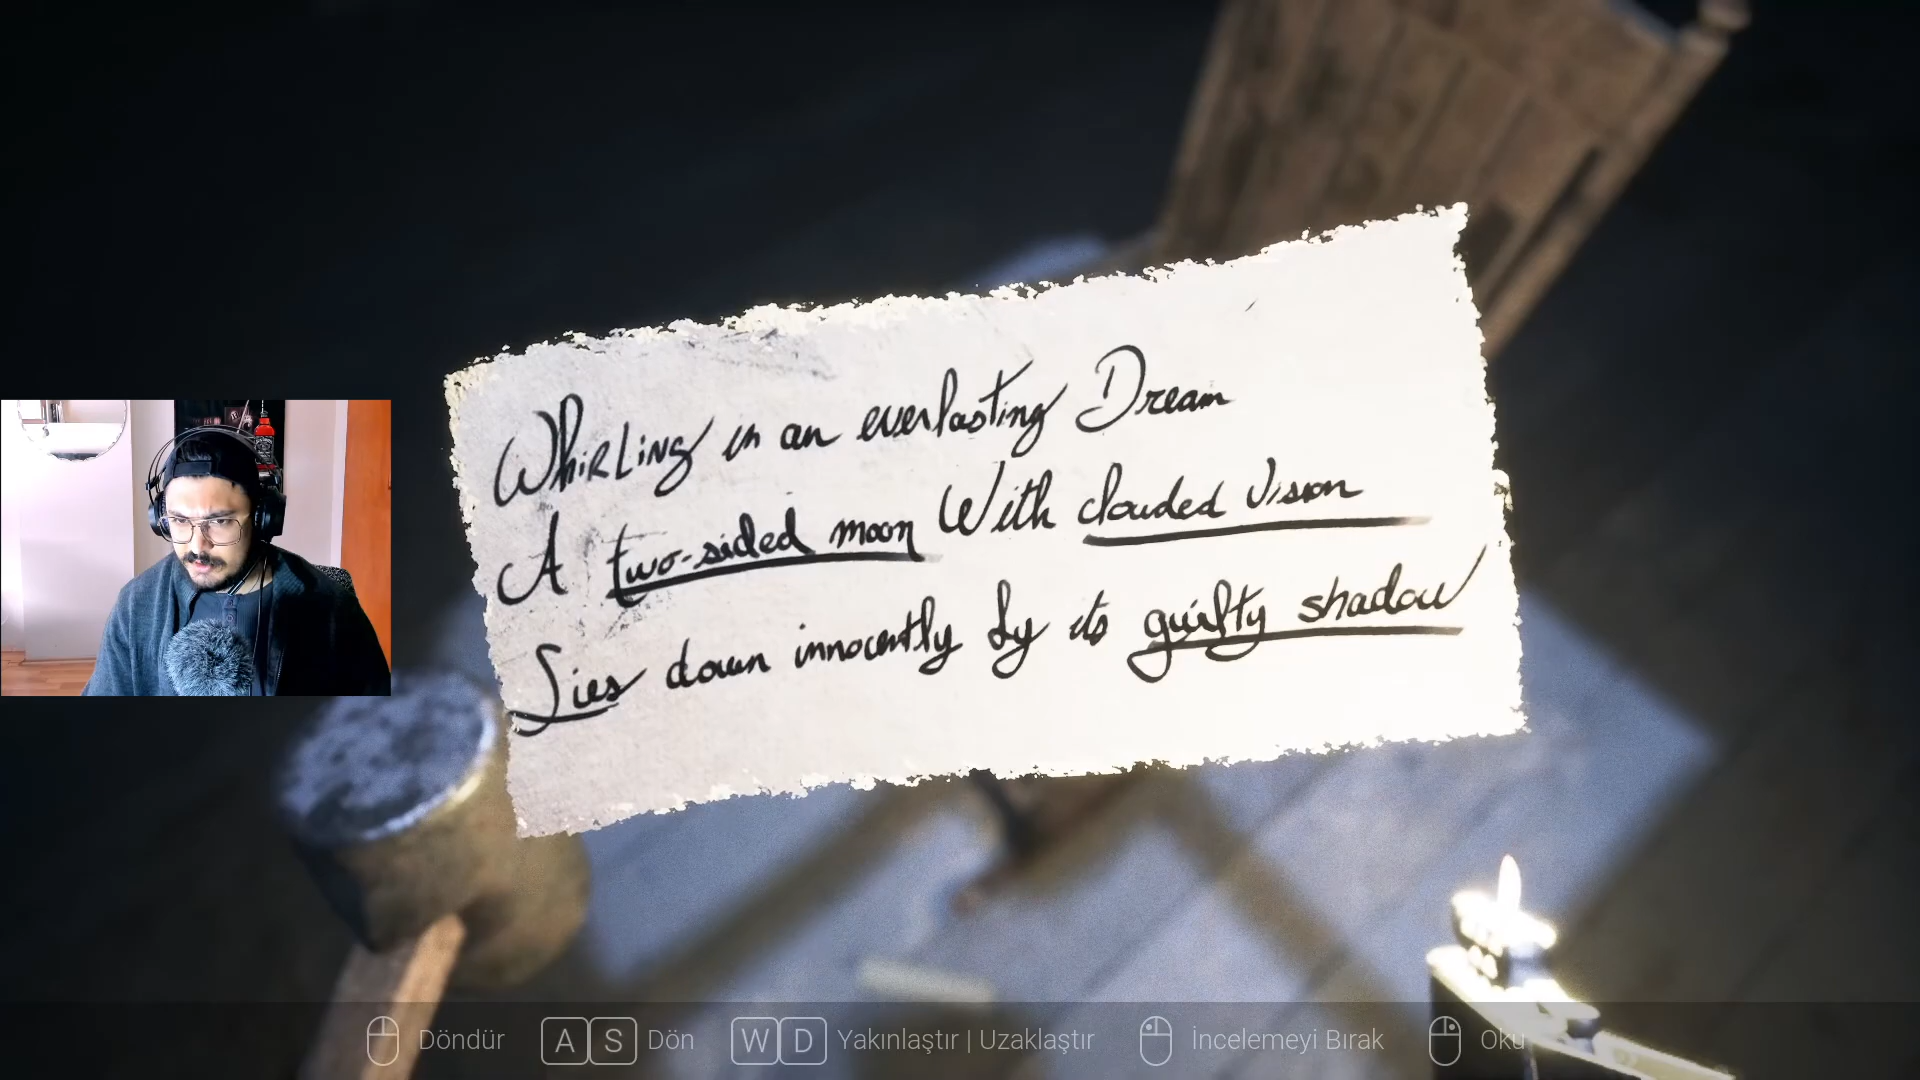 Whirling in an everlasting Dream
A two-sided moon With clouded vision
Lies down innocently by its guilty shadow
Döndür A S Dön W D Yakınlaştır | Uzaklaştır İncelemeyi Bırak Oku